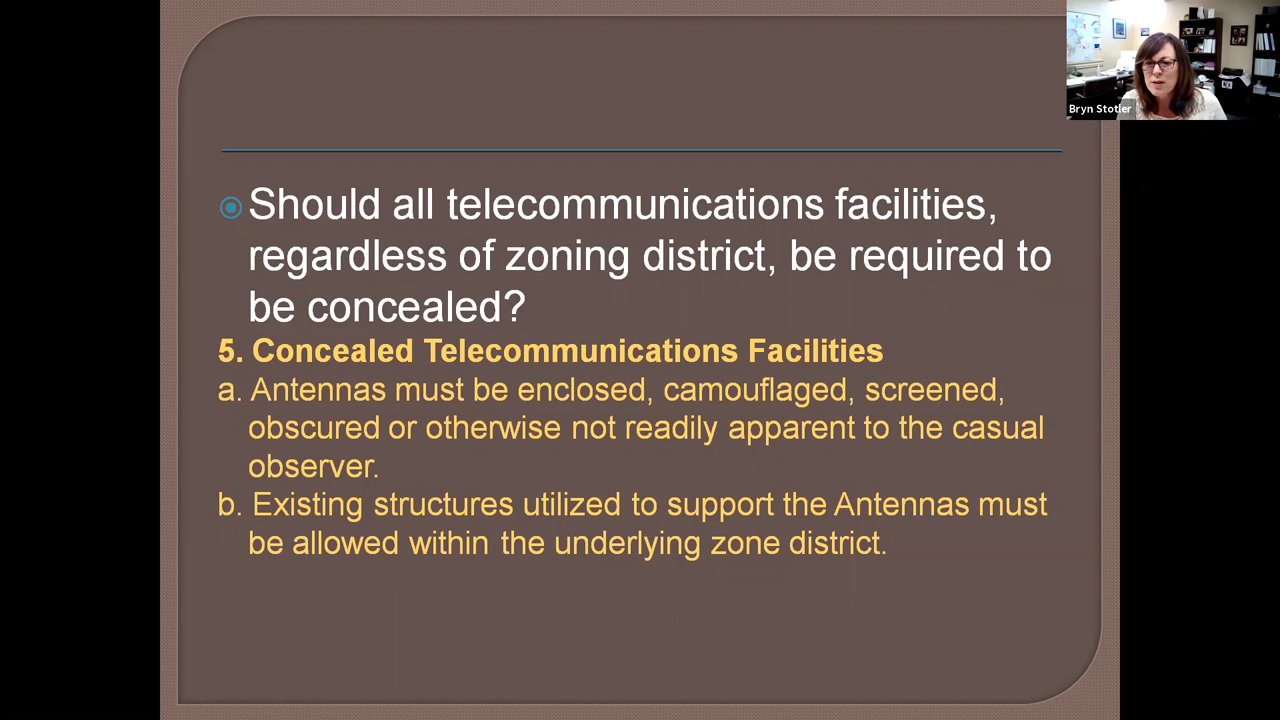 Bryn Stotler
Should all telecommunications facilities,
regardless of zoning district, be required to
be concealed?
5. Concealed Telecommunications Facilities
a. Antennas must be enclosed, camouflaged, screened,
obscured or otherwise not readily apparent to the casual
observer.
b. Existing structures utilized to support the Antennas must
be allowed within the underlying zone district.